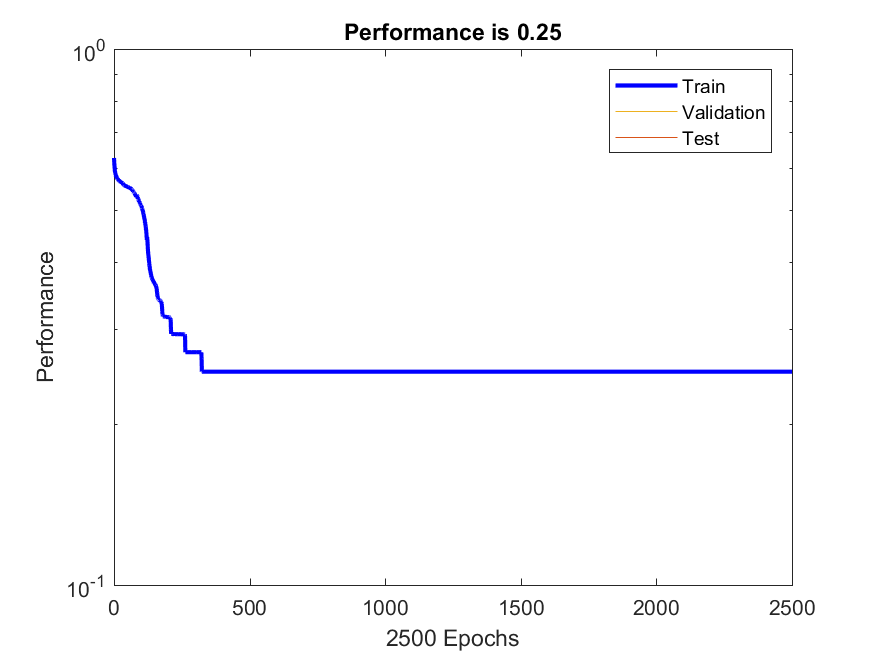 Performance is 0.25
10^0
Train
Validation
Test
Performance
10^-1
0 500 1000 1500 2000 2500
2500 Epochs